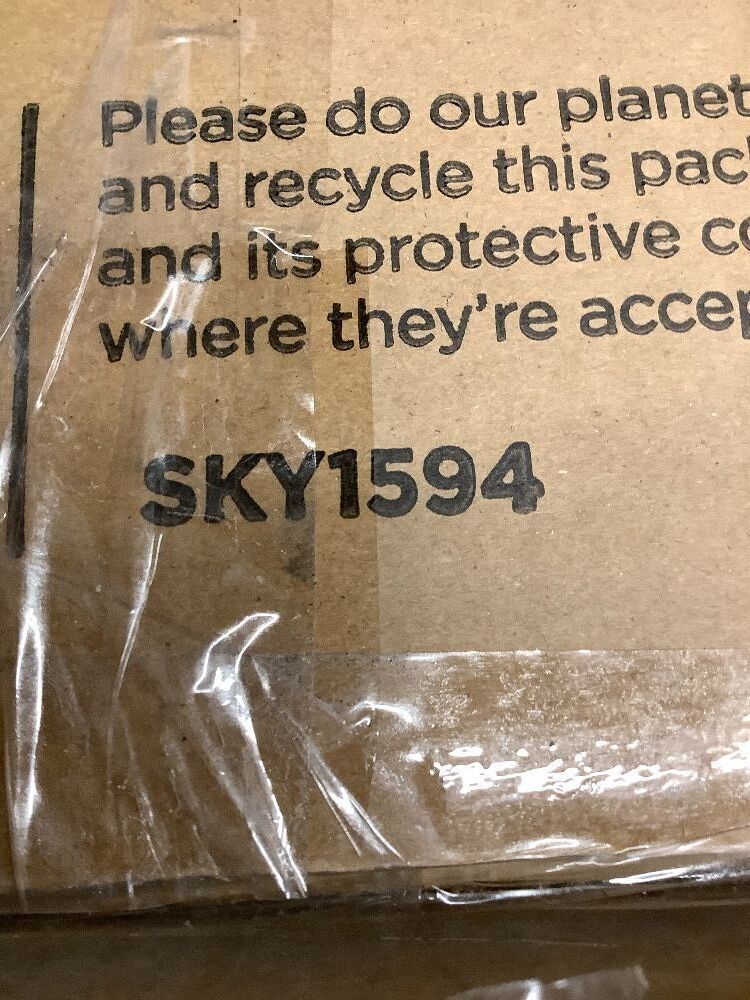 Please do our planet
and recycle this
and its protective
where they're
SKY1594